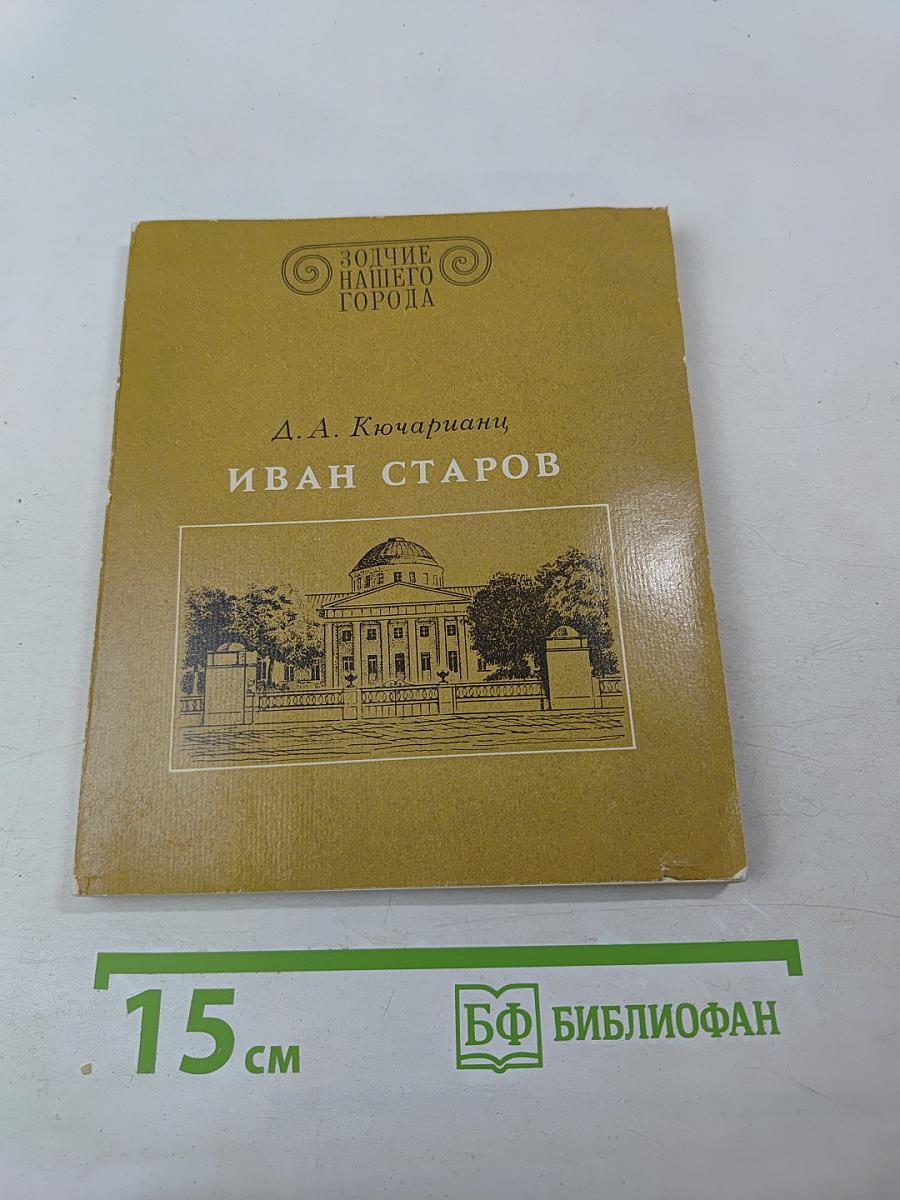 ЗОДЧИЕ
НАШЕГО
ГОРОДА
Д. А. Кючарианц
ИВАН СТАРОВ
15 см
БФ БИБЛИОФАН